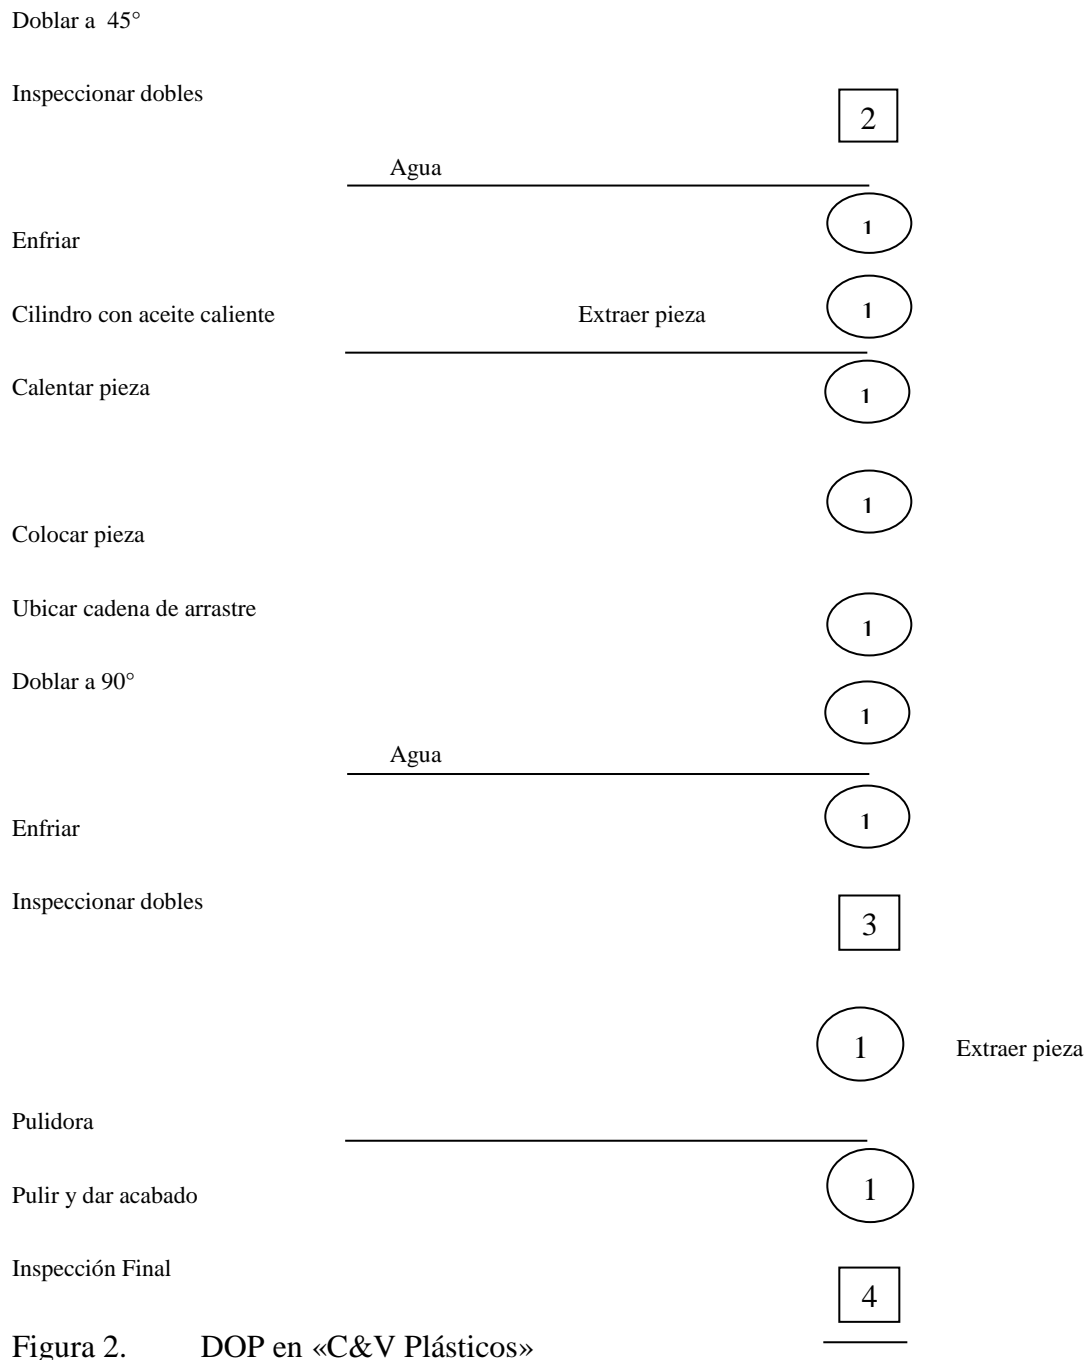 Doblar a 45°
Inspeccionar dobles
2
Agua
1
Enfriar
1
Cilindro con aceite caliente Extraer pieza
1
Calentar pieza
1
Colocar pieza
Ubicar cadena de arrastre
1
Doblar a 90°
1
Agua
1
Enfriar
Inspeccionar dobles
3
1 Extraer pieza
Pulidora
1
Pulir y dar acabado
Inspección Final
4
Figura 2. DOP en «C&V Plásticos»